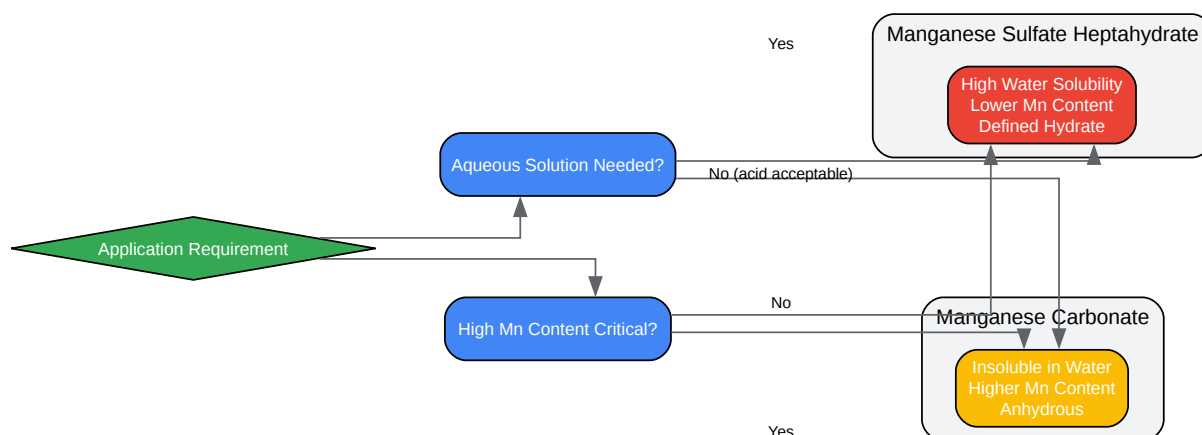 Yes
Manganese Sulfate Heptahydrate
High Water Solubility
Lower Mn Content
Defined Hydrate
Aqueous Solution Needed?
No (acid acceptable)
Application Requirement
High Mn Content Critical?
No
Manganese Carbonate
Insoluble in Water
Higher Mn Content
Anhydrous
Yes